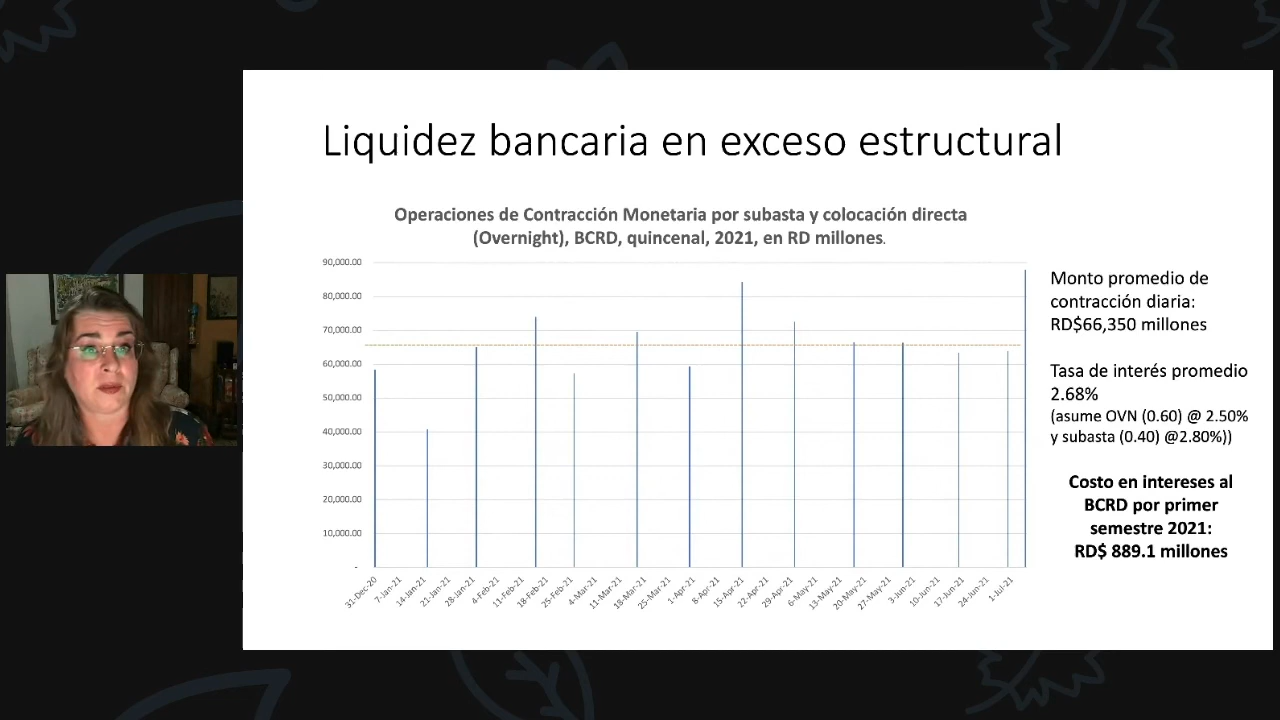 Liquidez bancaria en exceso estructural
Operaciones de Contracción Monetaria por subasta y colocación directa
(Overnight), BCRD, quincenal, 2021, en RD millones.
90,000.00
80,000.00
70,000.00
60,000.00
50,000.00
40,000.00
30,000.00
20,000.00
10,000.00
-
31-Dec-20
7-Jan-21
14-Jan-21
21-Jan-21
28-Jan-21
4-Feb-21
11-Feb-21
18-Feb-21
25-Feb-21
4-Mar-21
11-Mar-21
18-Mar-21
25-Mar-21
1-Apr-21
8-Apr-21
15-Apr-21
22-Apr-21
29-Apr-21
6-May-21
13-May-21
20-May-21
27-May-21
3-Jun-21
10-Jun-21
17-Jun-21
24-Jun-21
1-Jul-21
Monto promedio de
contracción diaria:
RD$66,350 millones
Tasa de interés promedio
2.68%
(asume OVN (0.60) @ 2.50%
y subasta (0.40) @2.80%))
Costo en intereses al
BCRD por primer
semestre 2021:
RD$ 889.1 millones